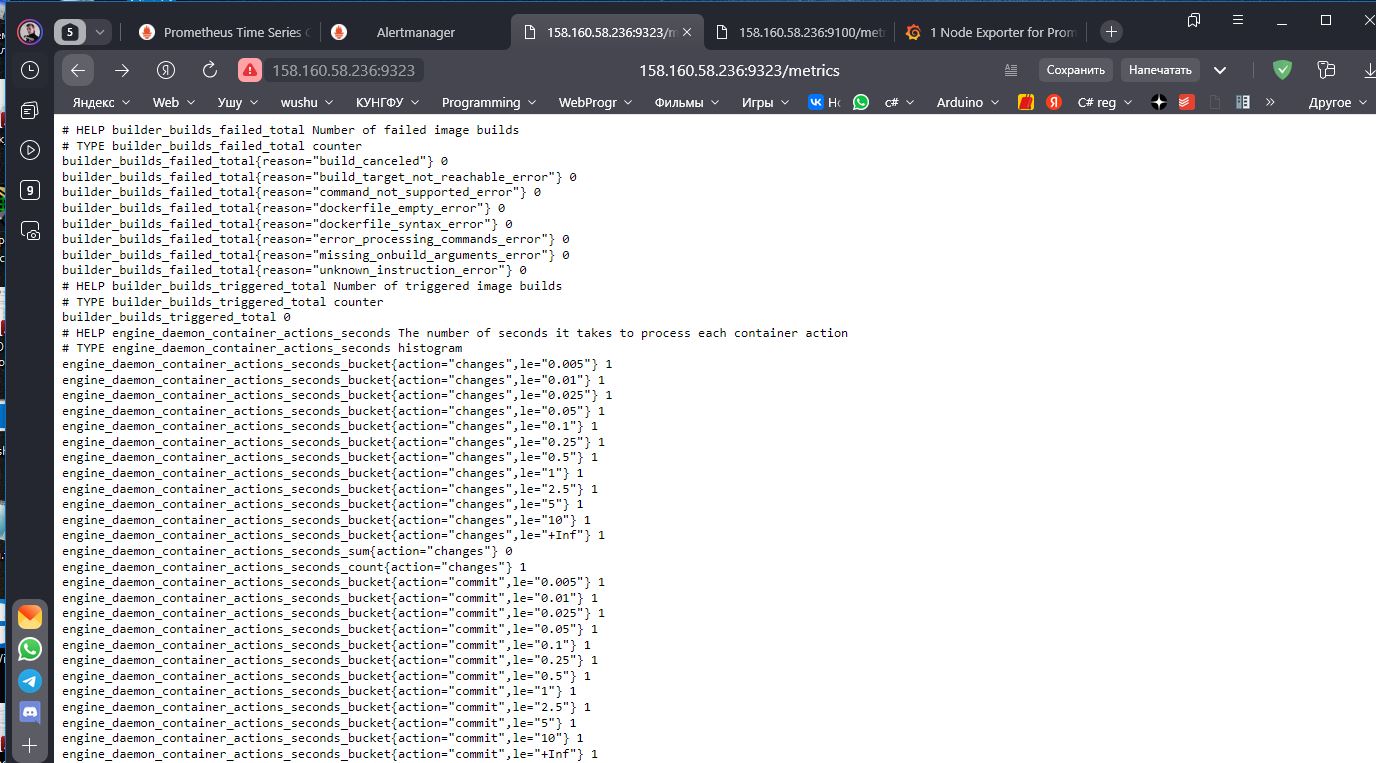 5
Prometheus Time Series
Alertmanager
158.160.58.236:9323/m
158.160.58.236:9100/met
1 Node Exporter for Prom
158.160.58.236:9323
158.160.58.236:9323/metrics
Сохранить
Напечатать
Яндекс
Web
Ушу
wushu
КУНГФУ
Programming
WebProgr
Фильмы
Игры
c#
Arduino
C# reg
»
Другое
9
# HELP builder_builds_failed_total Number of failed image builds
# TYPE builder_builds_failed_total counter
builder_builds_failed_total{reason="build_canceled"} 0
builder_builds_failed_total{reason="build_target_not_reachable_error"} 0
builder_builds_failed_total{reason="command_not_supported_error"} 0
builder_builds_failed_total{reason="dockerfile_empty_error"} 0
builder_builds_failed_total{reason="dockerfile_syntax_error"} 0
builder_builds_failed_total{reason="error_processing_commands_error"} 0
builder_builds_failed_total{reason="missing_onbuild_arguments_error"} 0
builder_builds_failed_total{reason="unknown_instruction_error"} 0
# HELP builder_builds_triggered_total Number of triggered image builds
# TYPE builder_builds_triggered_total counter
builder_builds_triggered_total 0
# HELP engine_daemon_container_actions_seconds The number of seconds it takes to process each container action
# TYPE engine_daemon_container_actions_seconds histogram
engine_daemon_container_actions_seconds_bucket{action="changes",le="0.005"} 1
engine_daemon_container_actions_seconds_bucket{action="changes",le="0.01"} 1
engine_daemon_container_actions_seconds_bucket{action="changes",le="0.025"} 1
engine_daemon_container_actions_seconds_bucket{action="changes",le="0.05"} 1
engine_daemon_container_actions_seconds_bucket{action="changes",le="0.1"} 1
engine_daemon_container_actions_seconds_bucket{action="changes",le="0.25"} 1
engine_daemon_container_actions_seconds_bucket{action="changes",le="0.5"} 1
engine_daemon_container_actions_seconds_bucket{action="changes",le="1"} 1
engine_daemon_container_actions_seconds_bucket{action="changes",le="2.5"} 1
engine_daemon_container_actions_seconds_bucket{action="changes",le="5"} 1
engine_daemon_container_actions_seconds_bucket{action="changes",le="10"} 1
engine_daemon_container_actions_seconds_bucket{action="changes",le="+Inf"} 1
engine_daemon_container_actions_seconds_sum{action="changes"} 0
engine_daemon_container_actions_seconds_count{action="changes"} 1
engine_daemon_container_actions_seconds_bucket{action="commit",le="0.005"} 1
engine_daemon_container_actions_seconds_bucket{action="commit",le="0.01"} 1
engine_daemon_container_actions_seconds_bucket{action="commit",le="0.025"} 1
engine_daemon_container_actions_seconds_bucket{action="commit",le="0.05"} 1
engine_daemon_container_actions_seconds_bucket{action="commit",le="0.1"} 1
engine_daemon_container_actions_seconds_bucket{action="commit",le="0.25"} 1
engine_daemon_container_actions_seconds_bucket{action="commit",le="0.5"} 1
engine_daemon_container_actions_seconds_bucket{action="commit",le="1"} 1
engine_daemon_container_actions_seconds_bucket{action="commit",le="2.5"} 1
engine_daemon_container_actions_seconds_bucket{action="commit",le="5"} 1
engine_daemon_container_actions_seconds_bucket{action="commit",le="10"} 1
engine_daemon_container_actions_seconds_bucket{action="commit",le="+Inf"} 1